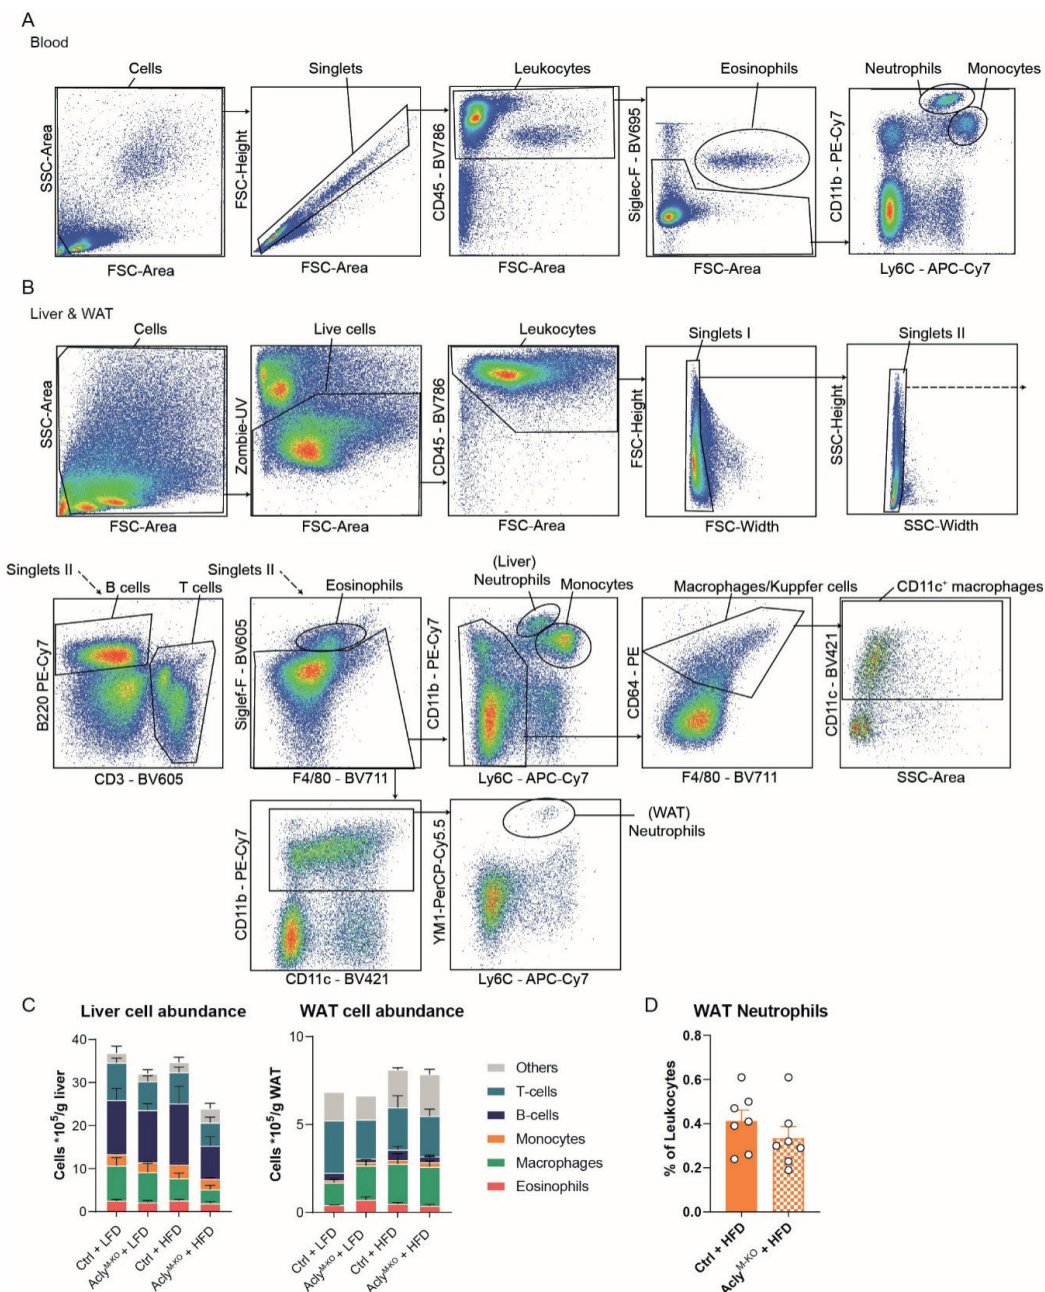 A
Blood
Cells
Singlets
Leukocytes
Eosinophils
Neutrophils
Monocytes
SSC-Area
FSC-Area
FSC-Height
FSC-Area
CD45 - BV786
FSC-Area
Siglec-F - BV695
FSC-Area
CD11b - PE-Cy7
Ly6C - APC-Cy7
B
Liver & WAT
Cells
Live cells
Leukocytes
Singlets I
Singlets II
SSC-Area
FSC-Area
Zombie-UV
FSC-Area
CD45 - BV786
FSC-Area
FSC-Height
FSC-Width
SSC-Height
SSC-Width
Singlets II
B cells
T cells
Singlets II
Eosinophils
(Liver)
Neutrophils
Monocytes
Macrophages/Kuppfer cells
CD11c⁺ macrophages
B220 PE-Cy7
CD3 - BV605
Siglef-F - BV605
F4/80 - BV711
CD11b - PE-Cy7
Ly6C - APC-Cy7
CD64 - PE
F4/80 - BV711
CD11c - BV421
SSC-Area
CD11b - PE-Cy7
CD11c - BV421
YM1-PerCP-Cy5.5
Ly6C - APC-Cy7
(WAT)
Neutrophils
C
Liver cell abundance
Cells *10⁵/g liver
40
30
20
10
0
Ctrl + LFD
Acly^M-KO + LFD
Ctrl + HFD
Acly^M-KO + HFD
WAT cell abundance
Cells *10⁵/g WAT
10
5
0
Ctrl + LFD
Acly^M-KO + LFD
Ctrl + HFD
Acly^M-KO + HFD
Others
T-cells
B-cells
Monocytes
Macrophages
Eosinophils
D
WAT Neutrophils
% of Leukocytes
0.8
0.6
0.4
0.2
0.0
Ctrl + HFD
Acly^M-KO + HFD